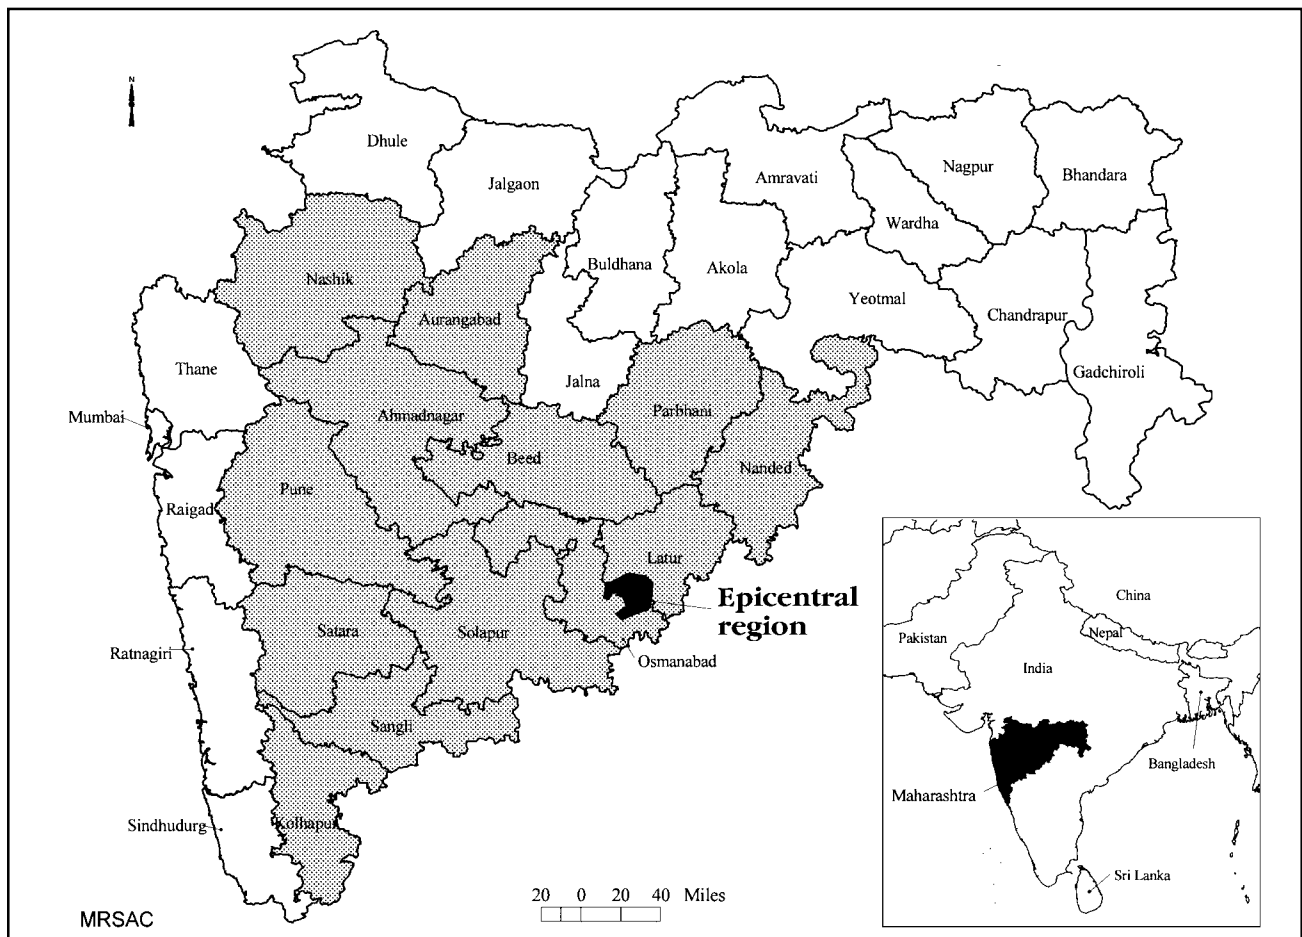 N
Dhule
Jalgaon
Amravati
Nagpur
Bhandara
Wardha
Nashik
Buldhana
Akola
Yeotmal
Aurangabad
Chandrapur
Thane
Jalna
Gadchiroli
Mumbai
Ahmadnagar
Parbhani
Beed
Nanded
Pune
Raigad
Latur
Epicentral
region
Satara
Solapur
Ratnagiri
Osmanabad
Sangli
Sindhudurg
Kolhapur
China
Pakistan
Nepal
India
Bangladesh
Maharashtra
Sri Lanka
20 0 20 40 Miles
MRSAC